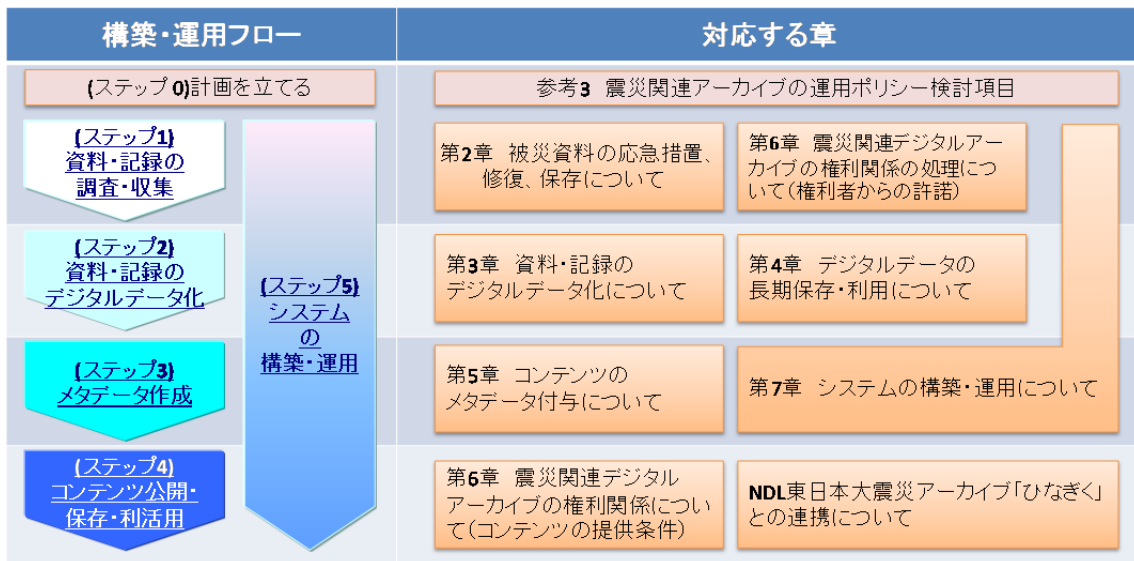 構築・運用フロー
対応する章
(ステップ0)計画を立てる
参考3 震災関連アーカイブの運用ポリシー検討項目
(ステップ1)
資料・記録の
調査・収集
第2章 被災資料の応急措置、
修復、保存について
第6章 震災関連デジタルアー
カイブの権利関係の処理につ
いて(権利者からの許諾)
(ステップ2)
資料・記録の
デジタルデータ化
(ステップ5)
システム
の
構築・運用
第3章 資料・記録の
デジタルデータ化について
第4章 デジタルデータの
長期保存・利用について
(ステップ3)
メタデータ作成
第5章 コンテンツの
メタデータ付与について
第7章 システムの構築・運用について
(ステップ4)
コンテンツ公開・
保存・利活用
第6章 震災関連デジタル
アーカイブの権利関係につい
て(コンテンツの提供条件)
NDL東日本大震災アーカイブ「ひなぎく」
との連携について